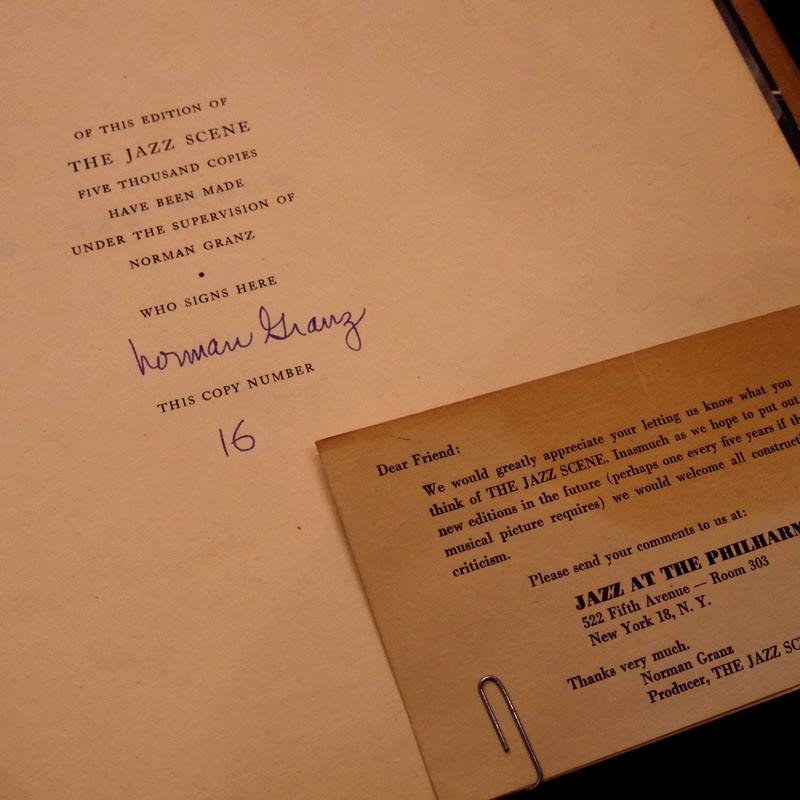 OF THIS EDITION OF
THE JAZZ SCENE
FIVE THOUSAND COPIES
HAVE BEEN MADE
UNDER THE SUPERVISION OF
NORMAN GRANZ
•
WHO SIGNS HERE
Norman Granz
THIS COPY NUMBER
16
Dear Friend:
We would greatly appreciate your letting us know what you
think of THE JAZZ SCENE. Inasmuch as we hope to put out
new editions in the future (perhaps one every five years if th
musical picture requires) we would welcome all constructi
criticism.
Please send your comments to us at:
JAZZ AT THE PHILHARM
522 Fifth Avenue — Room 303
New York 18, N. Y.
Thanks very much.
Norman Granz
Producer, THE JAZZ SC